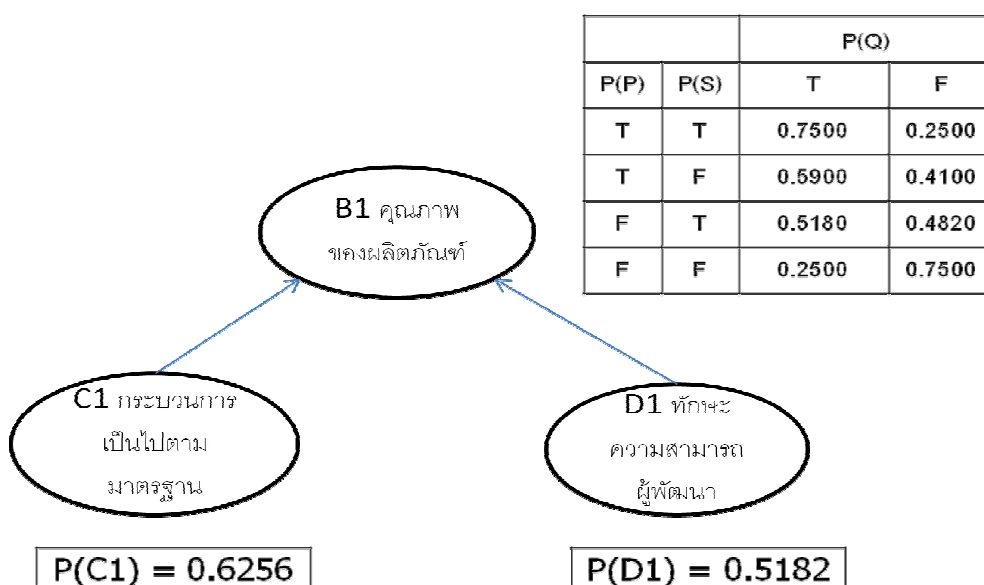 P(Q)
P(P) P(S) T F
T T 0.7500 0.2500
T F 0.5900 0.4100
F T 0.5180 0.4820
F F 0.2500 0.7500
B1 คุณภาพ
ของผลิตภัณฑ์
C1 กระบวนการ
เป็นไปตาม
มาตรฐาน
D1 ทักษะ
ความสามารถ
ผู้พัฒนา
P(C1) = 0.6256
P(D1) = 0.5182